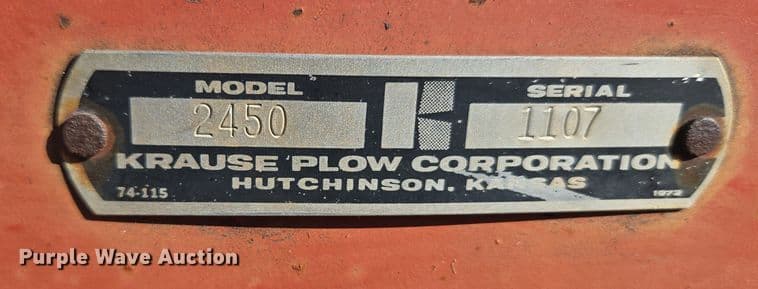 MODEL SERIAL
2450 1107
KRAUSE PLOW CORPORATION
HUTCHINSON, KANSAS
74-115 1972
Purple Wave Auction